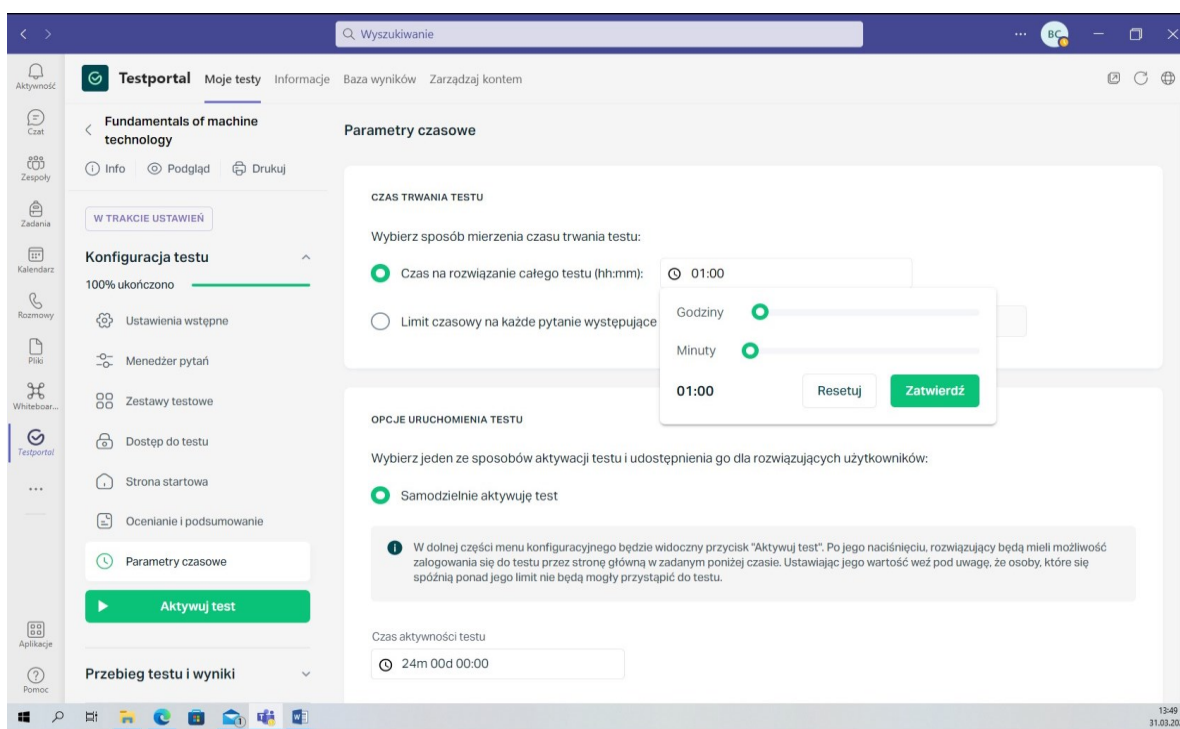 Wyszukiwanie
BC
Aktywność
Czat
Zespoły
Zadania
Kalendarz
Rozmowy
Pliki
Whiteboar...
Testportal
Aplikacje
Pomoc
Testportal Moje testy Informacje Baza wyników Zarządzaj kontem
Fundamentals of machine
technology
Info Podgląd Drukuj
W TRAKCIE USTAWIEŃ
Konfiguracja testu
100% ukończono
Ustawienia wstępne
Menedżer pytań
Zestawy testowe
Dostęp do testu
Strona startowa
Ocenianie i podsumowanie
Parametry czasowe
Aktywuj test
Przebieg testu i wyniki
Parametry czasowe
CZAS TRWANIA TESTU
Wybierz sposób mierzenia czasu trwania testu:
Czas na rozwiązanie całego testu (hh:mm): 01:00
Limit czasowy na każde pytanie występujące
Godziny
Minuty
01:00 Resetuj Zatwierdź
OPCJE URUCHOMIENIA TESTU
Wybierz jeden ze sposobów aktywacji testu i udostępnienia go dla rozwiązujących użytkowników:
Samodzielnie aktywuję test
W dolnej części menu konfiguracyjnego będzie widoczny przycisk "Aktywuj test". Po jego naciśnięciu, rozwiązujący będą mieli możliwość
zalogowania się do testu przez stronę główną w zadanym poniżej czasie. Ustawiając jego wartość weź pod uwagę, że osoby, które się
spóźnią ponad jego limit nie będą mogły przystąpić do testu.
Czas aktywności testu
24m 00d 00:00
13:49
31.03.20